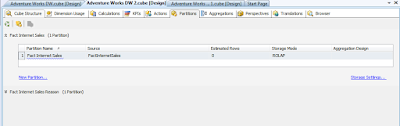 Adventure Works DW.cube [Design] Adventure Works DW 2.cube [Design] Adventure Works ...].cube [Design] Start Page
Cube Structure Dimension Usage Calculations KPIs Actions Partitions Aggregations Perspectives Translations Browser
Fact Internet Sales (1 Partition)
Partition Name Source Estimated Rows Storage Mode Aggregation Design
1 Fact Internet Sales FactInternetSales 0 ROLAP
New Partition... Storage Settings...
Fact Internet Sales Reason (1 Partition)